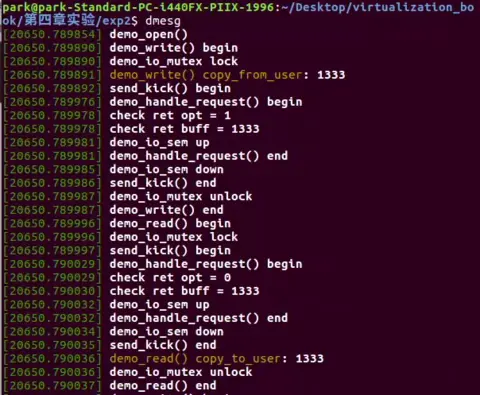 park@park-Standard-PC-i440FX-PIIX-1996:~/Desktop/virtualization_bo
ok/第四章实验/exp2$ dmesg
[20650.789854] demo_open()
[20650.789890] demo_write() begin
[20650.789890] demo_io_mutex lock
[20650.789891] demo_write() copy_from_user: 1333
[20650.789892] send_kick() begin
[20650.789976] demo_handle_request() begin
[20650.789978] check ret opt = 1
[20650.789978] check ret buff = 1333
[20650.789981] demo_io_sem up
[20650.789981] demo_handle_request() end
[20650.789985] demo_io_sem down
[20650.789986] send_kick() end
[20650.789987] demo_io_mutex unlock
[20650.789987] demo_write() end
[20650.789996] demo_read() begin
[20650.789996] demo_io_mutex lock
[20650.789997] send_kick() begin
[20650.790029] demo_handle_request() begin
[20650.790029] check ret opt = 0
[20650.790030] check ret buff = 1333
[20650.790032] demo_io_sem up
[20650.790032] demo_handle_request() end
[20650.790034] demo_io_sem down
[20650.790035] send_kick() end
[20650.790036] demo_read() copy_to_user: 1333
[20650.790036] demo_io_mutex unlock
[20650.790037] demo_read() end